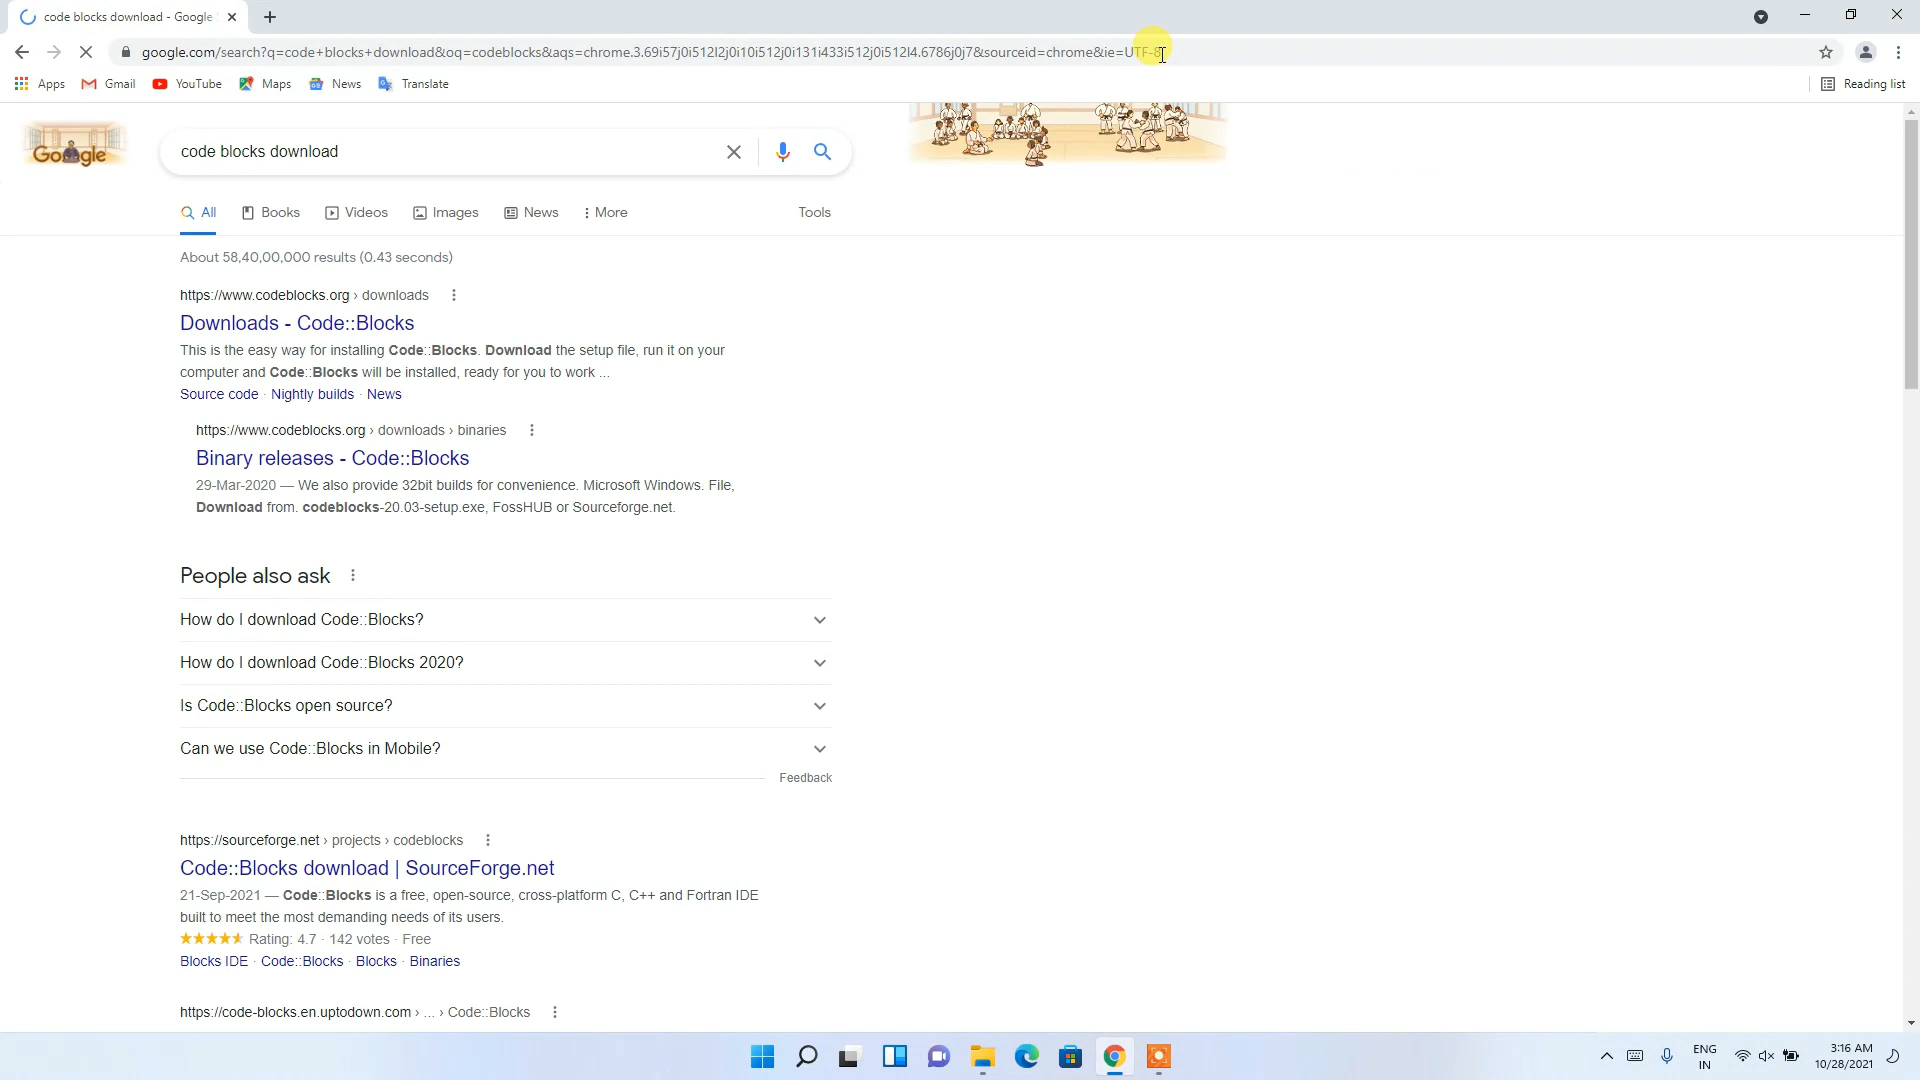 code blocks download - Google
google.com/search?q=code+blocks+download&oq=codeblocks&aqs=chrome.3.69i57j0i512l2j0i10i512j0i131i433i512j0i512l4.6786j0j7&sourceid=chrome&ie=UTF-8
Apps Gmail YouTube Maps News Translate Reading list
Google code blocks download
All Books Videos Images News More Tools
About 58,40,00,000 results (0.43 seconds)
https://www.codeblocks.org › downloads
Downloads - Code::Blocks
This is the easy way for installing Code::Blocks. Download the setup file, run it on your
computer and Code::Blocks will be installed, ready for you to work ...
Source code · Nightly builds · News
https://www.codeblocks.org › downloads › binaries
Binary releases - Code::Blocks
29-Mar-2020 — We also provide 32bit builds for convenience. Microsoft Windows. File,
Download from. codeblocks-20.03-setup.exe, FossHUB or Sourceforge.net.
People also ask
How do I download Code::Blocks?
How do I download Code::Blocks 2020?
Is Code::Blocks open source?
Can we use Code::Blocks in Mobile?
Feedback
https://sourceforge.net › projects › codeblocks
Code::Blocks download | SourceForge.net
21-Sep-2021 — Code::Blocks is a free, open-source, cross-platform C, C++ and Fortran IDE
built to meet the most demanding needs of its users.
Rating: 4.7 · 142 votes · Free
Blocks IDE · Code::Blocks · Blocks · Binaries
https://code-blocks.en.uptodown.com › ... › Code::Blocks
ENG 3:16 AM
IN 10/28/2021